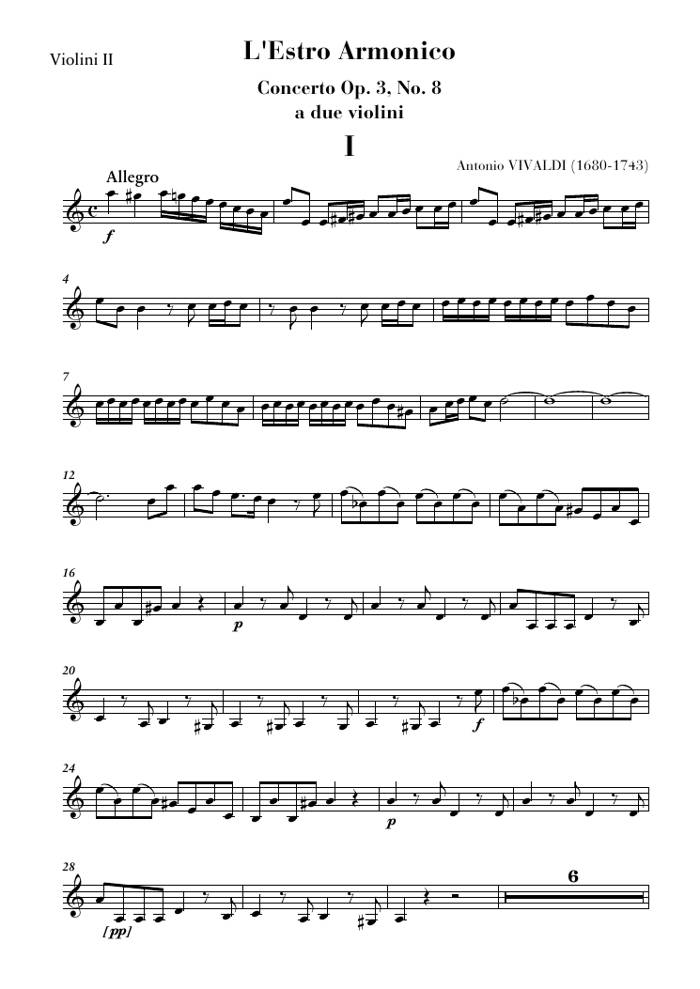 L'Estro Armonico
Violini II
Concerto Op. 3, No. 8
a due violini
I
Antonio VIVALDI (1680-1743)
Allegro
f
4
7
12
16
p
20
f
24
p
28
[pp]
6